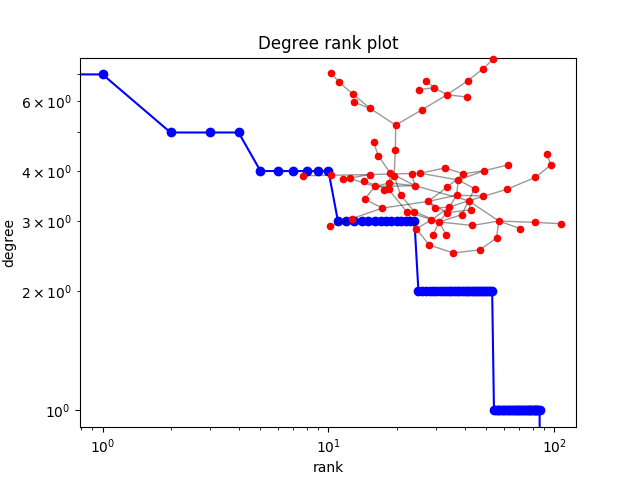 Degree rank plot
degree
6 × 10⁰
4 × 10⁰
3 × 10⁰
2 × 10⁰
10⁰
10⁰ 10¹ 10²
rank